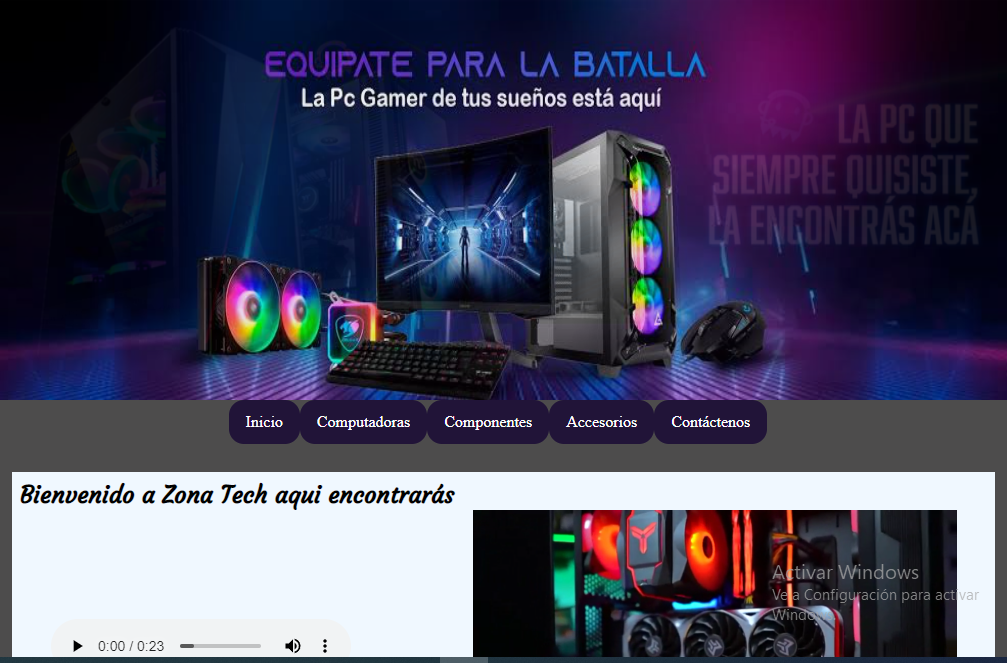 EQUIPATE PARA LA BATALLA
La Pc Gamer de tus sueños está aquí
LA PC QUE
SIEMPRE QUISISTE,
LA ENCONTRÁS ACÁ
Inicio
Computadoras
Componentes
Accesorios
Contáctenos
Bienvenido a Zona Tech aqui encontrarás
Activar Windows
Ve a Configuración para activar
Windows.
0:00 / 0:23